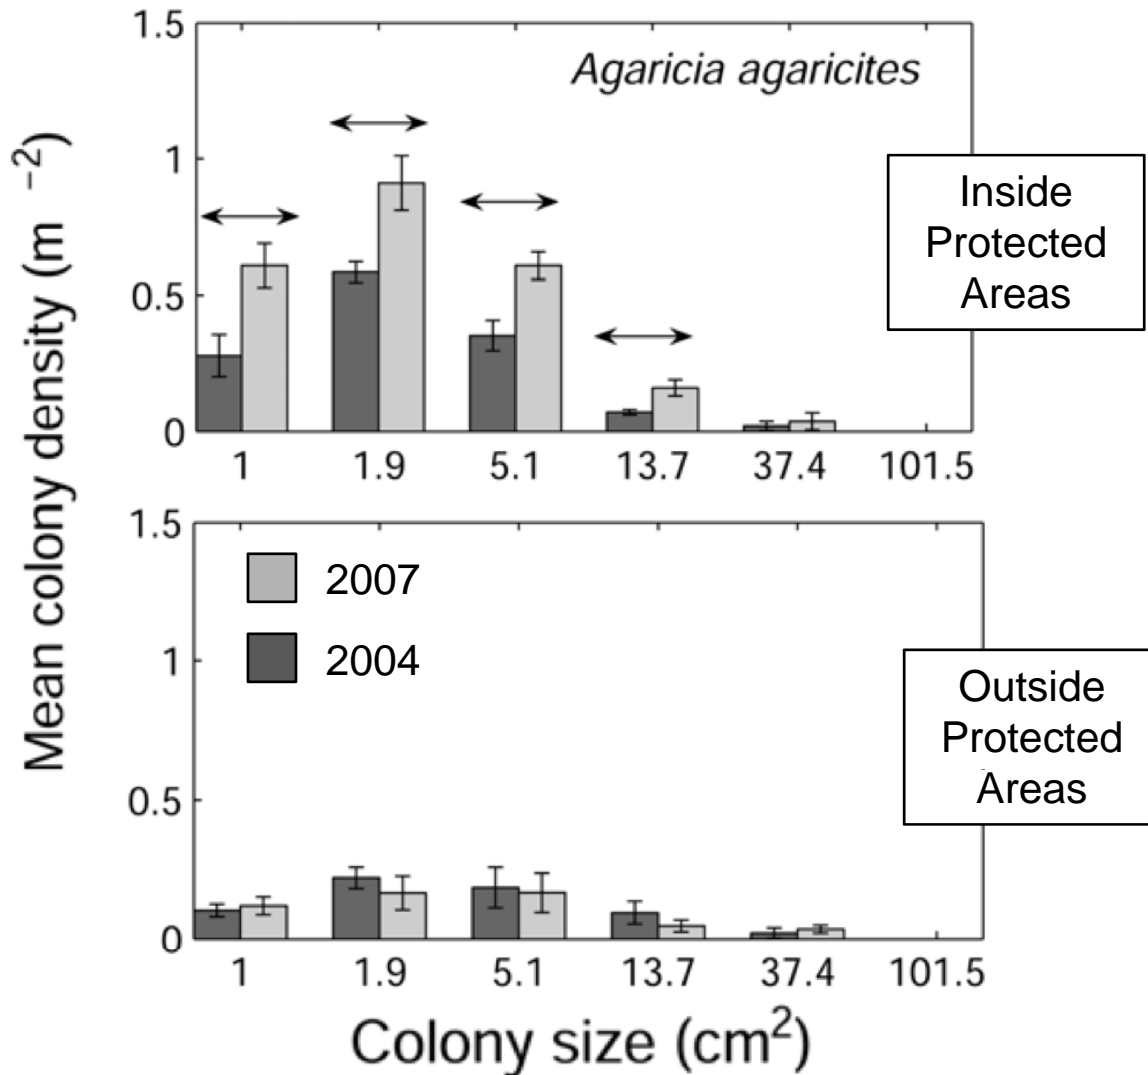 Mean colony density (m ⁻²)
1.5
1
0.5
0
Agaricia agaricites
Inside
Protected
Areas
1 1.9 5.1 13.7 37.4 101.5
1.5
1
0.5
0
2007
2004
Outside
Protected
Areas
1 1.9 5.1 13.7 37.4 101.5
Colony size (cm²)